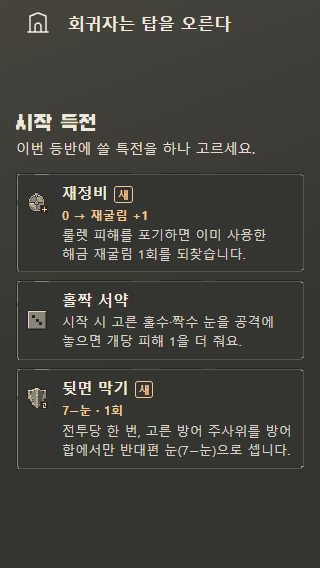 회귀자는 탑을 오른다
시작 특전
이번 등반에 쓸 특전을 하나 고르세요.
재정비 새
0 → 재굴림 +1
룰렛 피해를 포기하면 이미 사용한
해금 재굴림 1회를 되찾습니다.
홀짝 서약
시작 시 고른 홀수·짝수 눈을 공격에
놓으면 개당 피해 1을 더 줘요.
뒷면 막기 새
7−눈 · 1회
전투당 한 번, 고른 방어 주사위를 방어
합에서만 반대편 눈(7−눈)으로 셉니다.